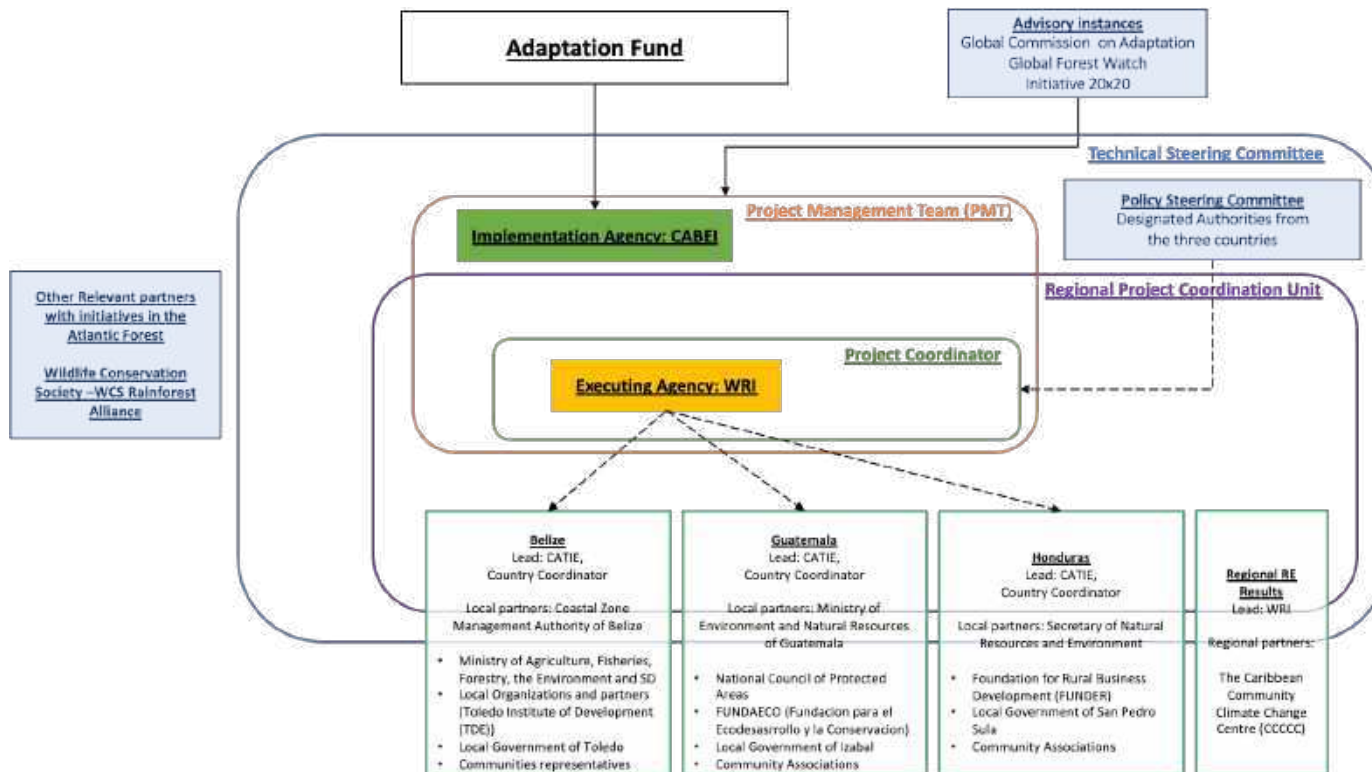 Adaptation Fund
Advisory instances
Global Commission on Adaptation
Global Forest Watch
Initiative 20x20
Technical Steering Committee
Project Management Team (PMT)
Policy Steering Committee
Designated Authorities from
the three countries
Implementation Agency: CABEI
Other Relevant partners
with initiatives in the
Atlantic Forest
Wildlife Conservation
Society –WCS Rainforest
Alliance
Regional Project Coordination Unit
Project Coordinator
Executing Agency: WRI
Belize
Lead: CATIE,
Country Coordinator
Local partners: Coastal Zone
Management Authority of Belize
• Ministry of Agriculture, Fisheries,
Forestry, the Environment and SD
• Local Organizations and partners
(Toledo Institute of Development
(TDE))
• Local Government of Toledo
• Communities representatives
Guatemala
Lead: CATIE,
Country Coordinator
Local partners: Ministry of
Environment and Natural Resources
of Guatemala
• National Council of Protected
Areas
• FUNDAECO (Fundacion para el
Ecodesasrrollo y la Conservacion)
• Local Government of Izabal
• Community Associations
Honduras
Lead: CATIE,
Country Coordinator
Local partners: Secretary of Natural
Resources and Environment
• Foundation for Rural Business
Development (FUNDER)
• Local Government of San Pedro
Sula
• Community Associations
Regional RE
Results
Lead: WRI
Regional partners:
The Caribbean
Community
Climate Change
Centre (CCCCC)